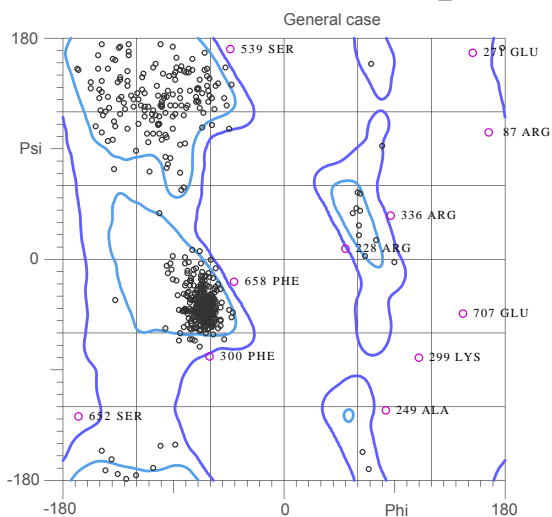 General case
180
539 SER
271 GLU
87 ARG
Psi
336 ARG
228 ARG
0
658 PHE
707 GLU
300 PHE
299 LYS
652 SER
249 ALA
-180
-180
0
Phi
180